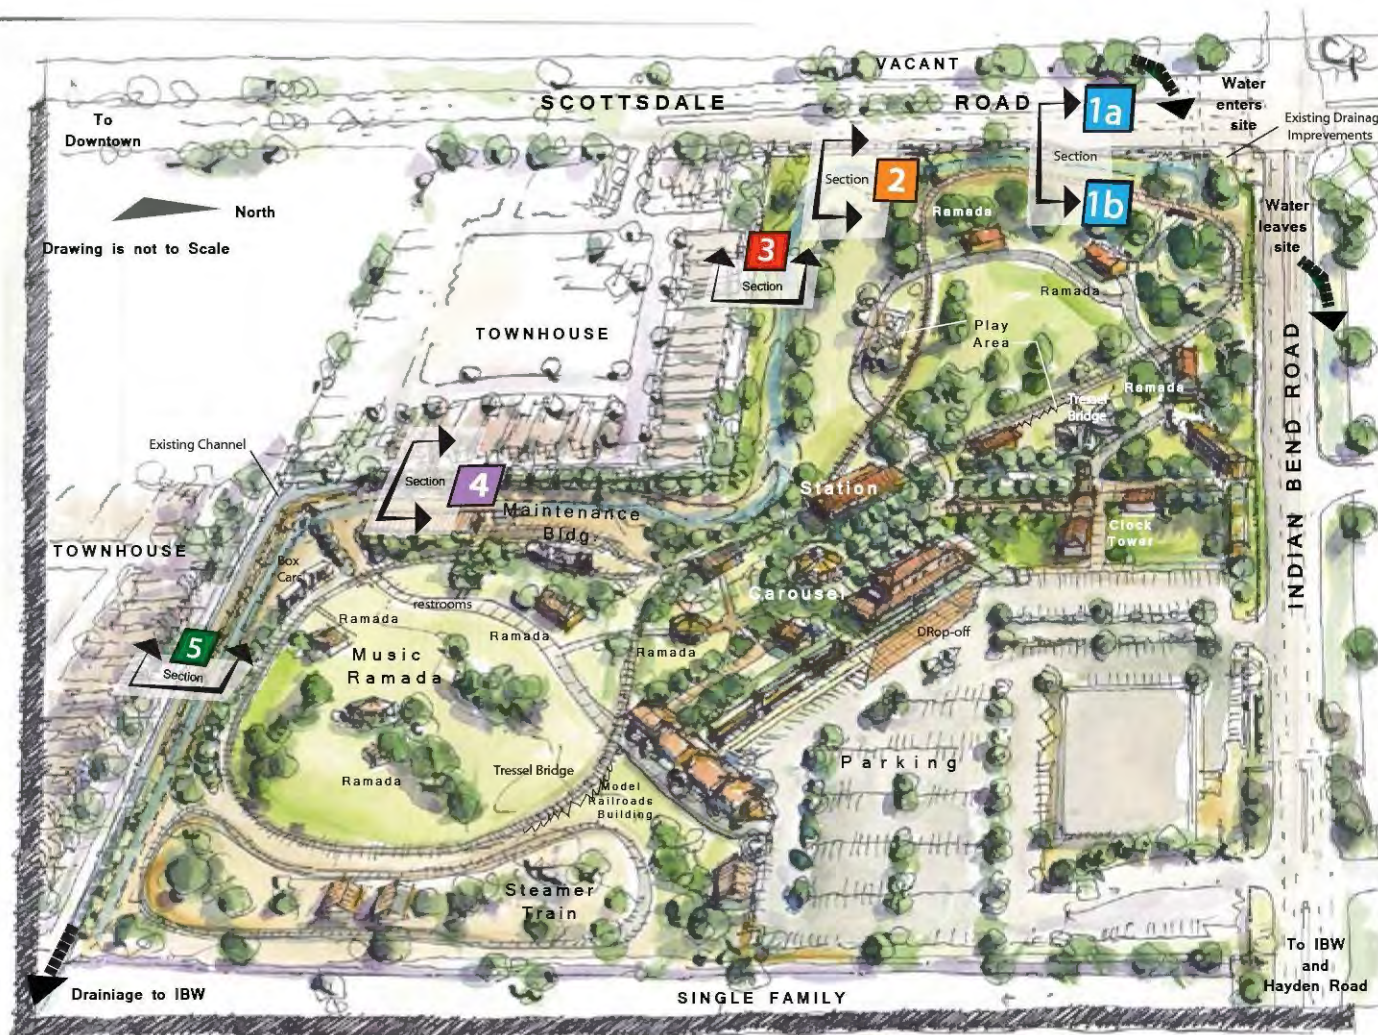 VACANT
SCOTTSDALE ROAD
To
Downtown
Water
enters
site
Existing Drainag
Imprevements
1a
Section
1b
Section
2
North
Drawing is not to Scale
Water
leaves
site
3
Section
Ramada
Ramada
Play
Area
TOWNHOUSE
Ramada
Tressel
Bridge
INDIAN BEND ROAD
Existing Channel
Section
4
Station
Maintenance
Bldg.
Clock
Tower
TOWNHOUSE
Box
Cars
Carousel
restrooms
Ramada
Ramada
Ramada
DRop-off
5
Section
Music
Ramada
Ramada
Tressel Bridge
Model
Railroads
Building
Parking
Steamer
Train
To IBW
and
Hayden Road
Drainiage to IBW
SINGLE FAMILY